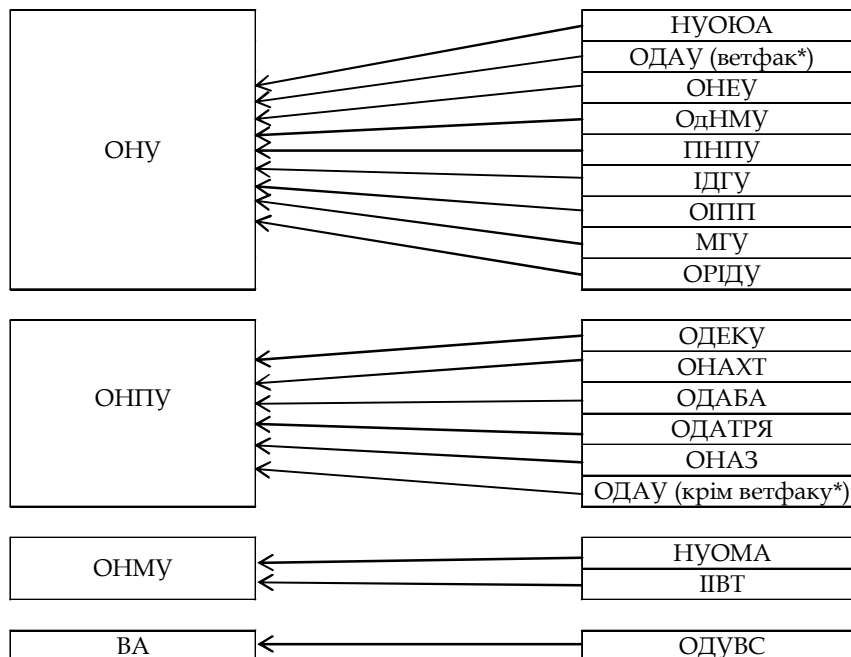 ОНУ
НУОЮА
ОДАУ (ветфак*)
ОНЕУ
ОдНМУ
ПНПУ
ІДГУ
ОІПП
МГУ
ОРІДУ
ОНПУ
ОДЕКУ
ОНАХТ
ОДАБА
ОДАТРЯ
ОНАЗ
ОДАУ (крім ветфаку*)
ОНМУ
НУОМА
ІІВТ
ВА
ОДУВС